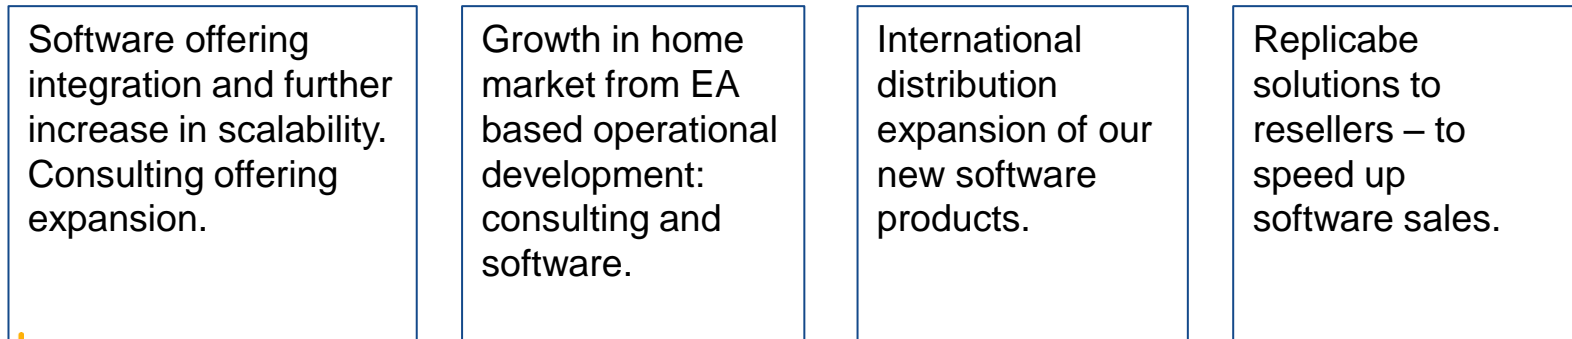 Software offering
integration and further
increase in scalability.
Consulting offering
expansion.
Growth in home
market from EA
based operational
development:
consulting and
software.
International
distribution
expansion of our
new software
products.
Replicabe
solutions to
resellers – to
speed up
software sales.